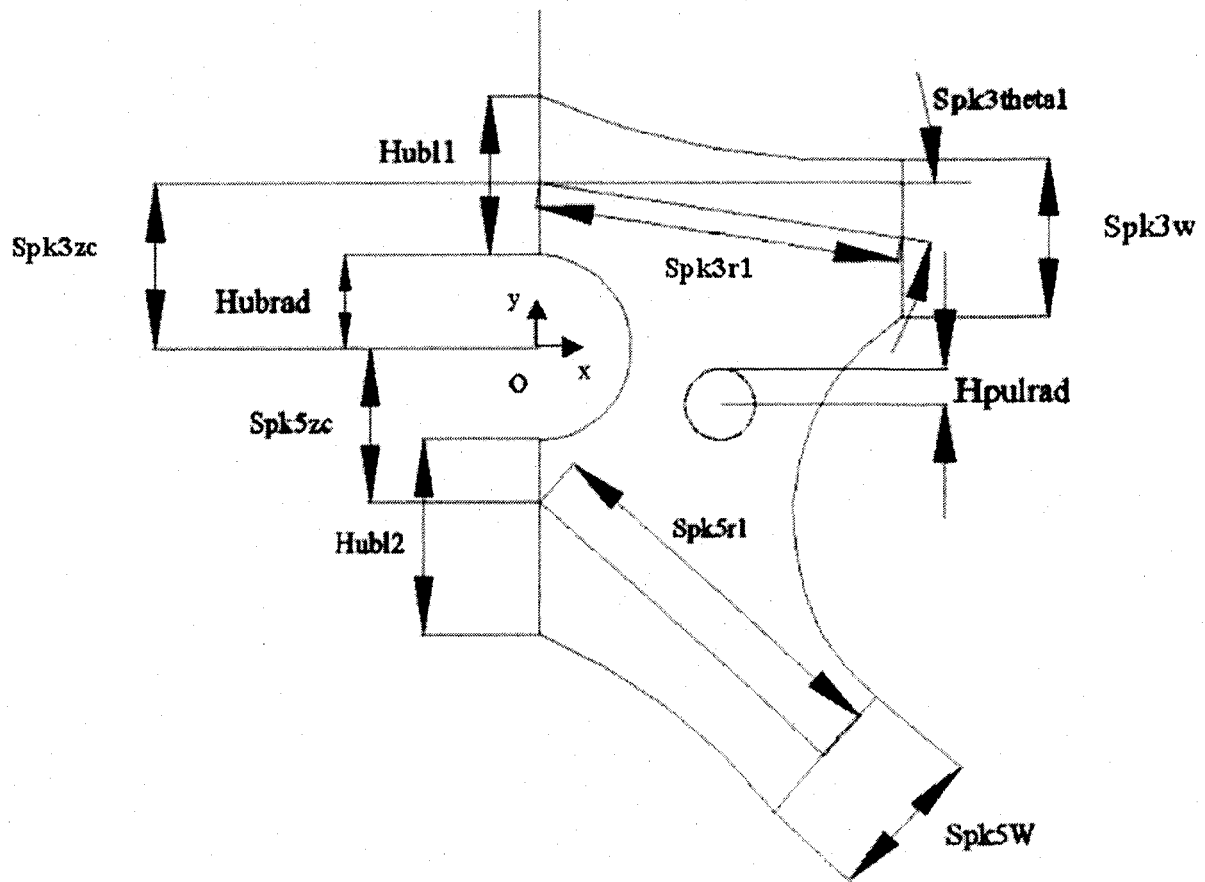 Spk3theta1
Hubl1
Spk3w
Spk3zc
Spk3r1
Hubrad
y
x
O
Hpulrad
Spk5zc
Spk5r1
Hubl2
Spk5W